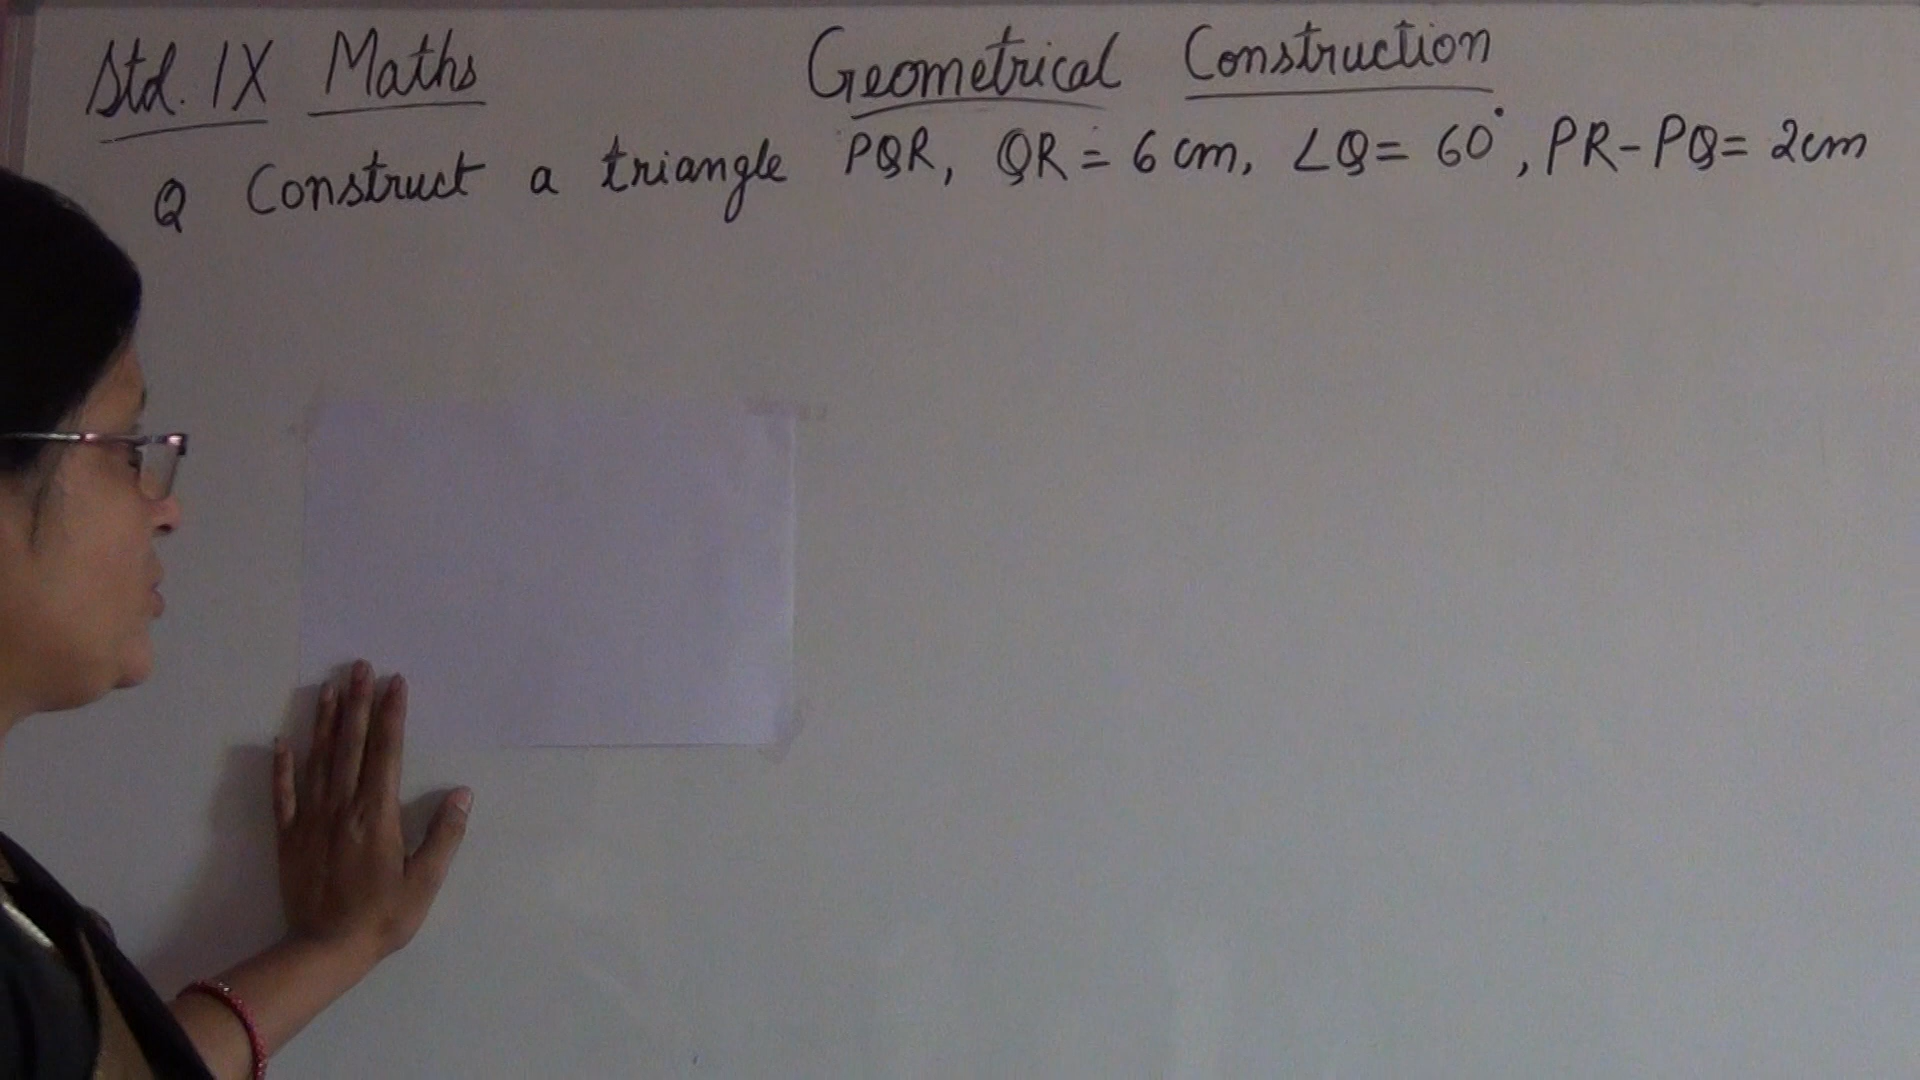 Std. IX Maths Geometrical Construction
Q Construct a triangle PQR, QR = 6 cm, ∠Q = 60°, PR - PQ = 2cm